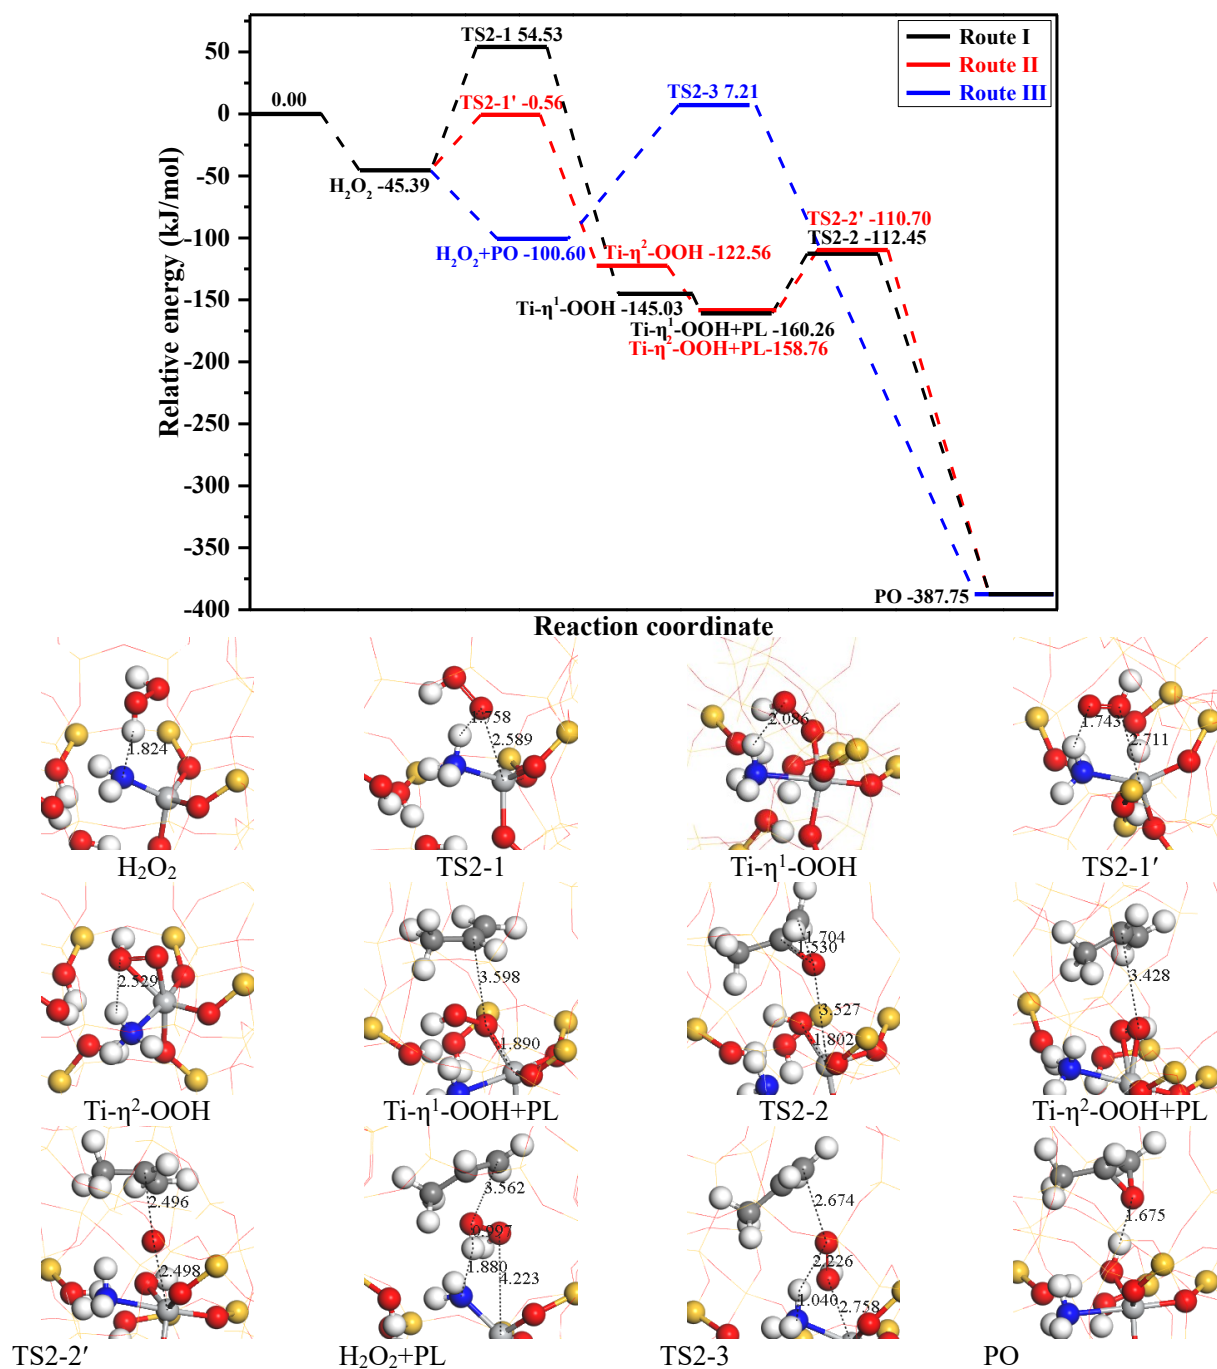 TS2-1 54.53
Route I
Route II
Route III
50
0.00
TS2-1' -0.56
TS2-3 7.21
0
H₂O₂ -45.39
-50
-100
H₂O₂+PO -100.60
Ti-η²-OOH -122.56
TS2-2' -110.70
TS2-2 -112.45
-150
Ti-η¹-OOH -145.03
Ti-η¹-OOH+PL -160.26
Ti-η²-OOH+PL-158.76
-200
-250
-300
-350
PO -387.75
-400
Relative energy (kJ/mol)
Reaction coordinate
1.824
1.758
2.589
2.086
1.743
2.711
H₂O₂
TS2-1
Ti-η¹-OOH
TS2-1′
2.529
3.598
1.890
1.704
1.530
3.527
1.802
3.428
Ti-η²-OOH
Ti-η¹-OOH+PL
TS2-2
Ti-η²-OOH+PL
2.496
2.498
3.562
0.997
1.880
4.223
2.674
2.226
1.040
2.758
1.675
TS2-2′
H₂O₂+PL
TS2-3
PO